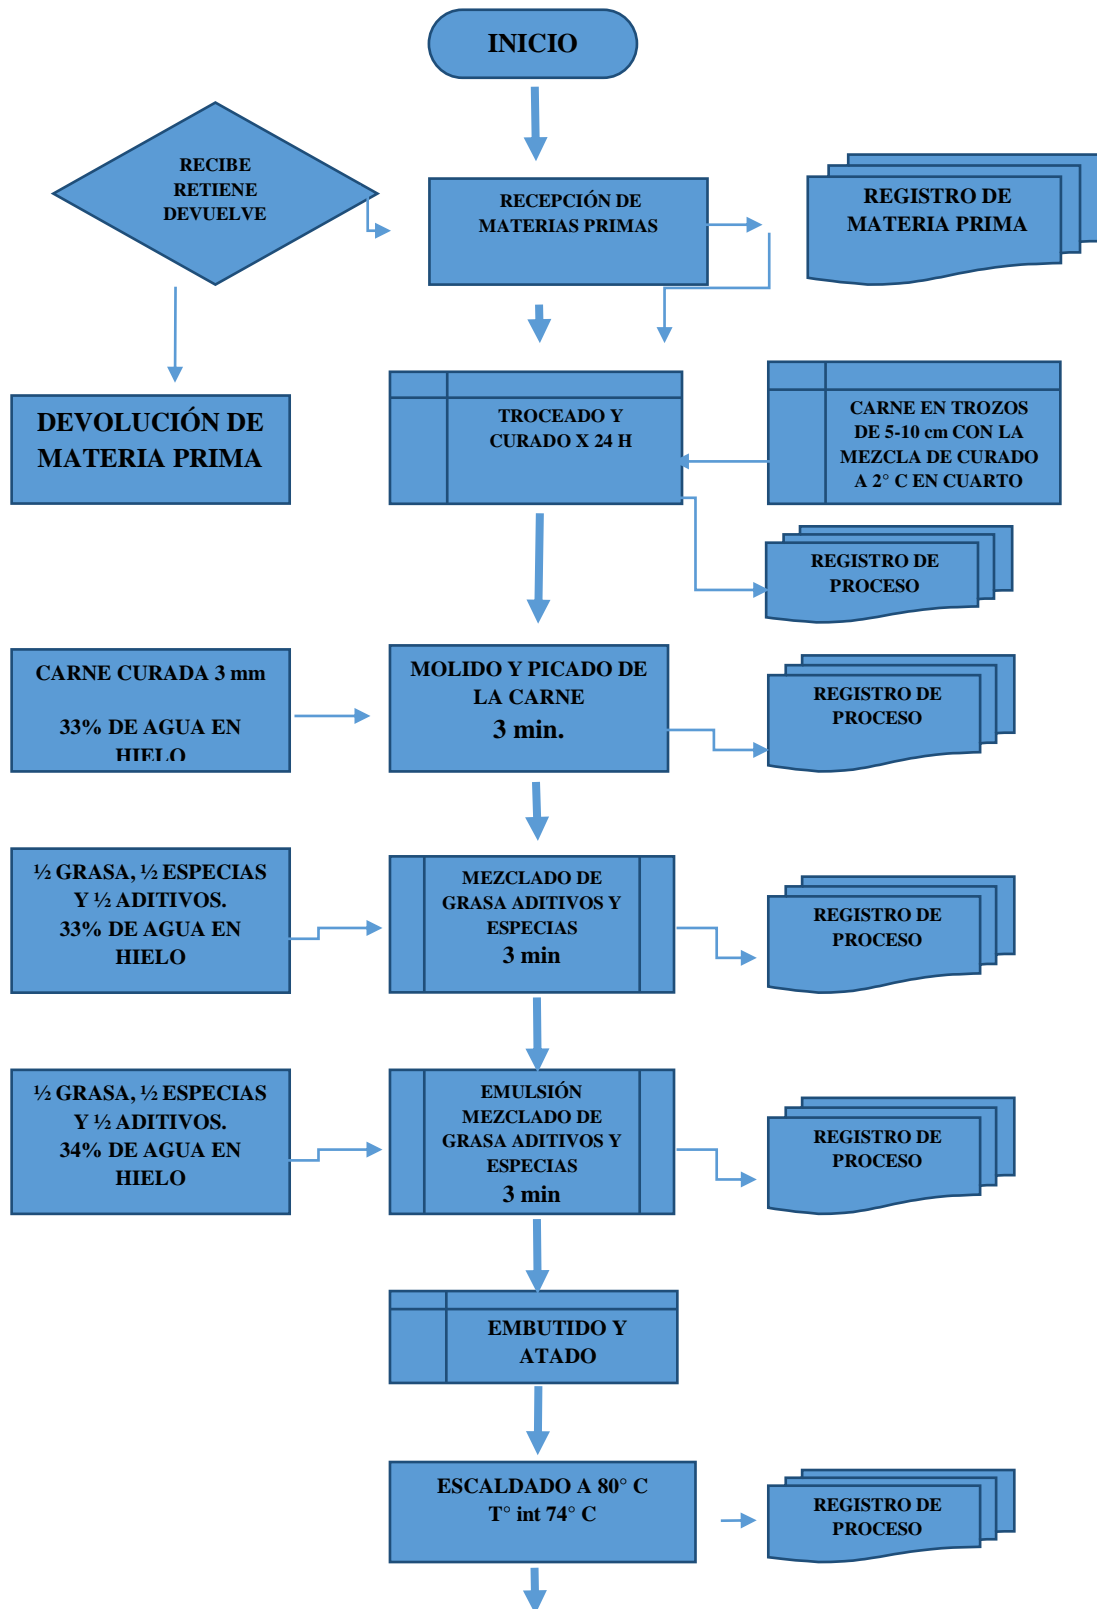 INICIO
RECIBE
RETIENE
DEVUELVE
RECEPCIÓN DE
MATERIAS PRIMAS
REGISTRO DE
MATERIA PRIMA
DEVOLUCIÓN DE
MATERIA PRIMA
TROCEADO Y
CURADO X 24 H
CARNE EN TROZOS
DE 5-10 cm CON LA
MEZCLA DE CURADO
A 2° C EN CUARTO
REGISTRO DE
PROCESO
CARNE CURADA 3 mm
33% DE AGUA EN
HIELO
MOLIDO Y PICADO DE
LA CARNE
3 min.
REGISTRO DE
PROCESO
½ GRASA, ½ ESPECIAS
Y ½ ADITIVOS.
33% DE AGUA EN
HIELO
MEZCLADO DE
GRASA ADITIVOS Y
ESPECIAS
3 min
REGISTRO DE
PROCESO
½ GRASA, ½ ESPECIAS
Y ½ ADITIVOS.
34% DE AGUA EN
HIELO
EMULSIÓN
MEZCLADO DE
GRASA ADITIVOS Y
ESPECIAS
3 min
REGISTRO DE
PROCESO
EMBUTIDO Y
ATADO
ESCALDADO A 80° C
T° int 74° C
REGISTRO DE
PROCESO